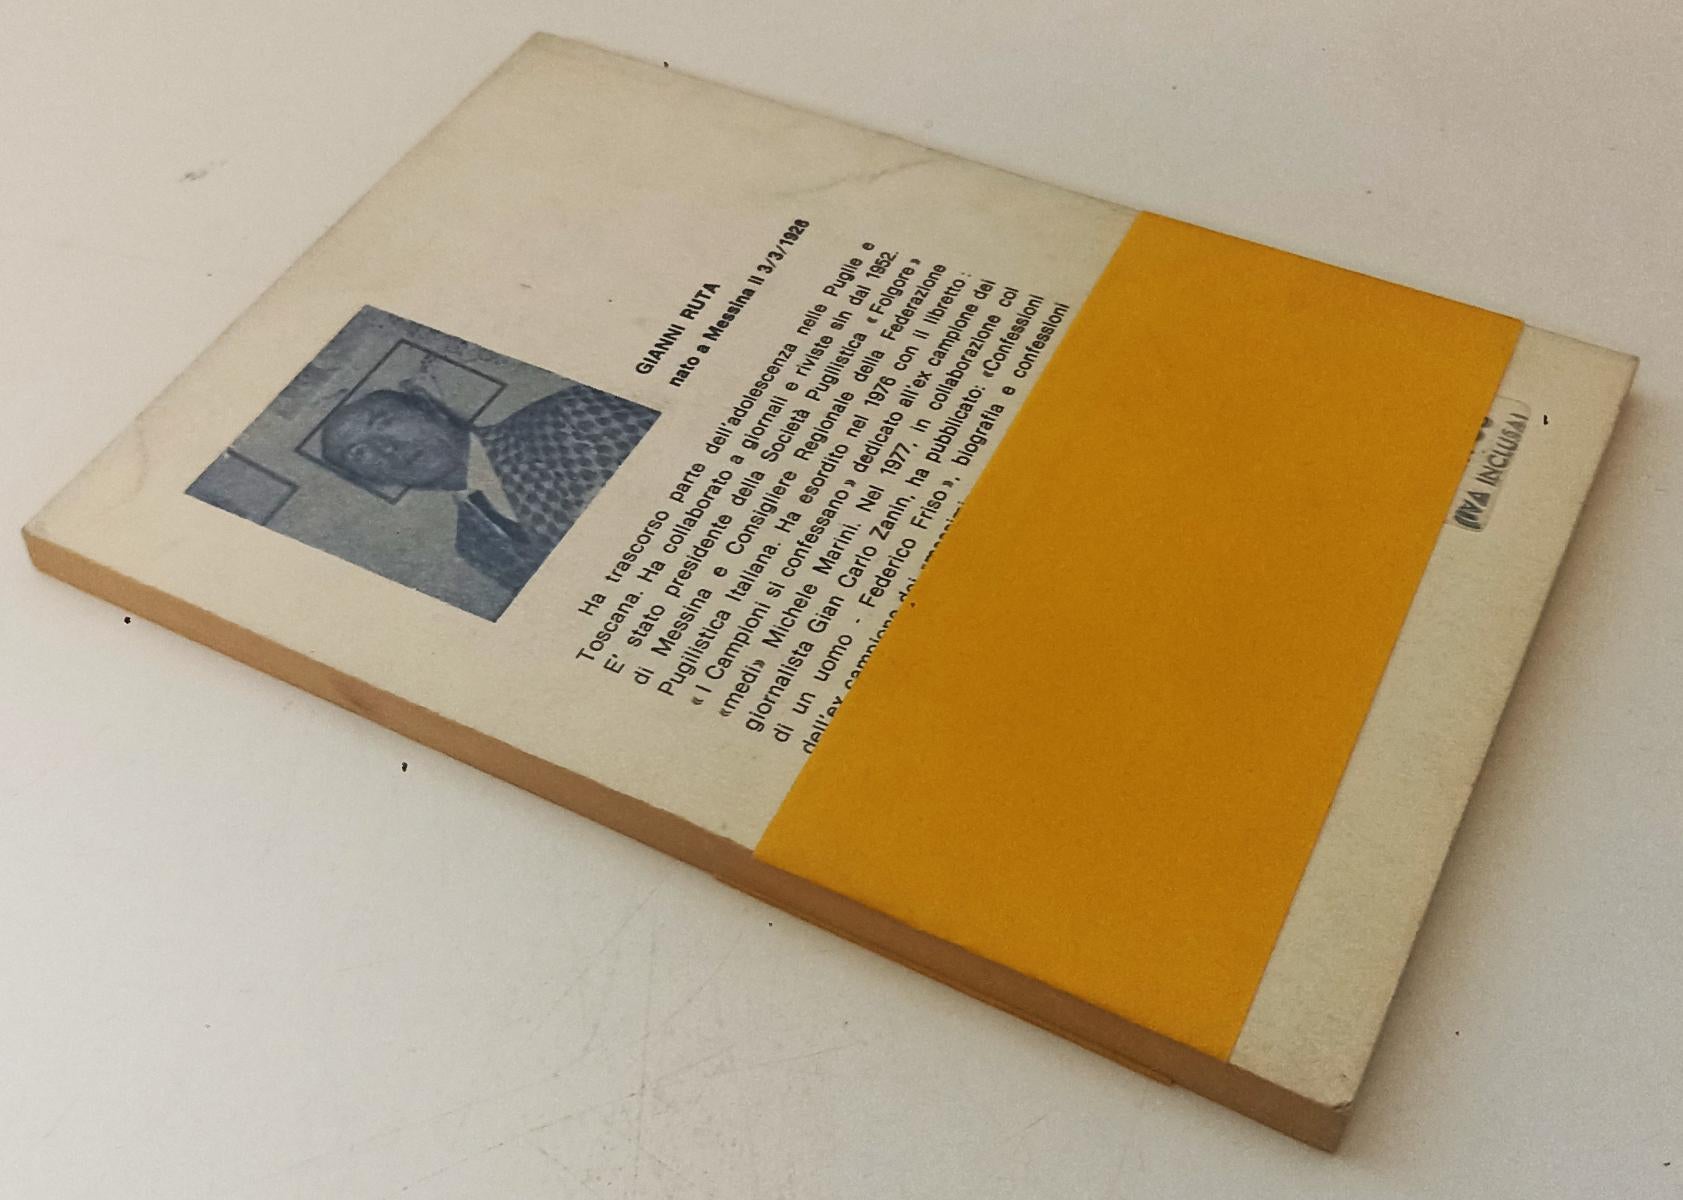 GIANNI RUTA
nato a Messina il 3/3/1928
Ha trascorso parte dell'adolescenza nelle Puglie e
Toscana. Ha collaborato a giornali e riviste sin dal 1952.
E' stato presidente della Società Pugilistica « Folgore »
di Messina e Consigliere Regionale della Federazione
Pugilistica Italiana. Ha esordito nel 1976 con il libretto :
« I Campioni si confessano » dedicato all'ex campione dei
«medi» Michele Marini. Nel 1977, in collaborazione col
giornalista Gian Carlo Zanin, ha pubblicato: «Confessioni
di un uomo - Federico Friso », biografia e confessioni
dell'ex campione dei
(IVA INCLUSA)